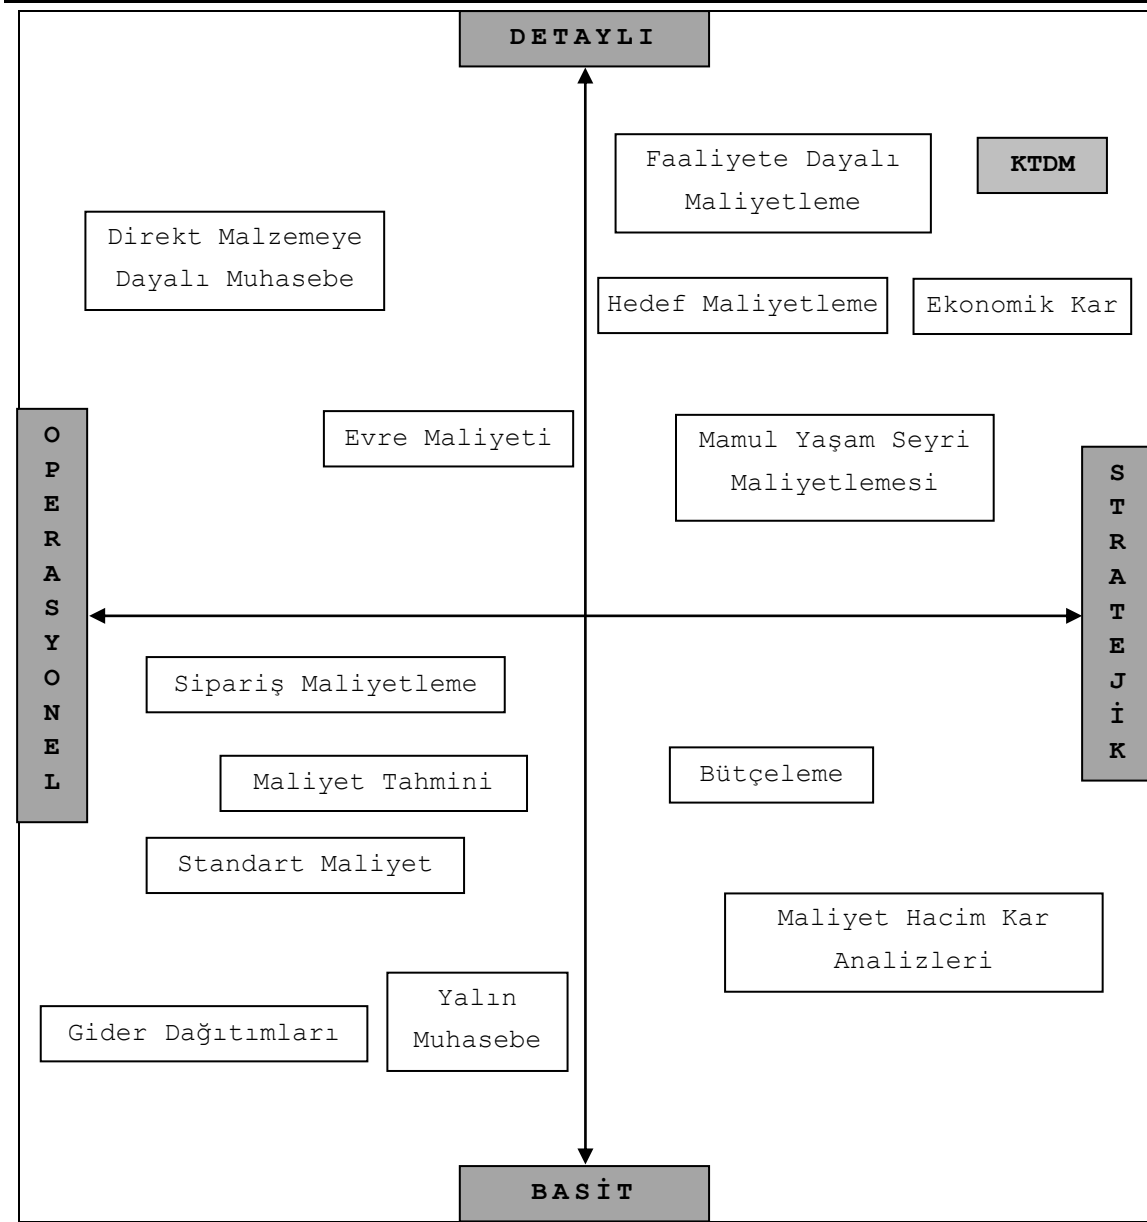 DETAYLI
Faaliyete Dayalı
Maliyetleme
KTDM
Direkt Malzemeye
Dayalı Muhasebe
Hedef Maliyetleme
Ekonomik Kar
OPERASYONEL
Evre Maliyeti
Mamul Yaşam Seyri
Maliyetlemesi
STRATEJİK
Sipariş Maliyetleme
Maliyet Tahmini
Bütçeleme
Standart Maliyet
Maliyet Hacim Kar
Analizleri
Gider Dağıtımları
Yalın
Muhasebe
BASİT